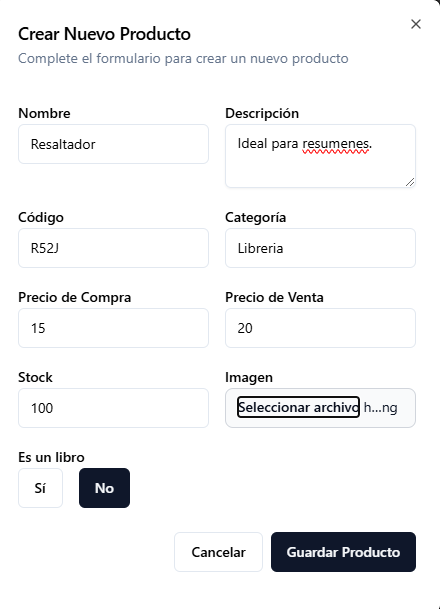 Crear Nuevo Producto
Complete el formulario para crear un nuevo producto
Nombre
Descripción
Resaltador
Ideal para resumenes.
Código
Categoría
R52J
Libreria
Precio de Compra
Precio de Venta
15
20
Stock
Imagen
100
Seleccionar archivo h...ng
Es un libro
Sí
No
Cancelar
Guardar Producto